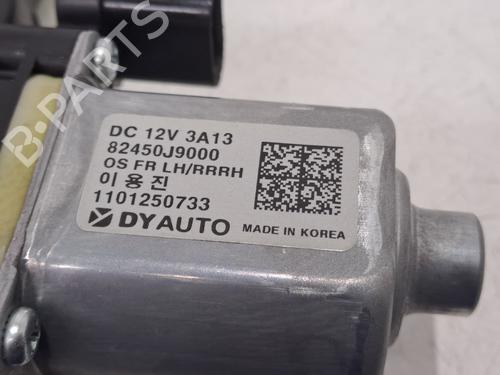 DC 12V 3A13
82450J9000
OS FR LH/RRRH
이 용 진
1101250733
DYAUTO MADE IN KOREA
B-PARTS